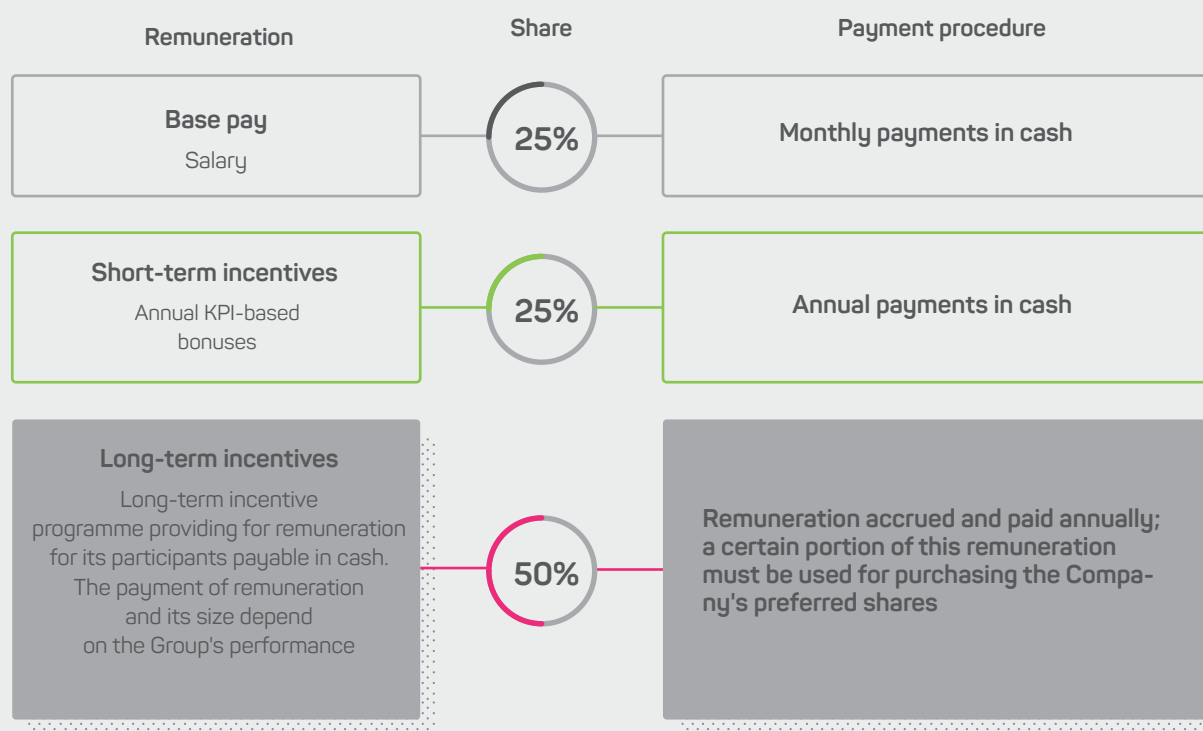 Remuneration
Share
Payment procedure
Base pay
Salary
25%
Monthly payments in cash
Short-term incentives
Annual KPI-based
bonuses
25%
Annual payments in cash
Long-term incentives
Long-term incentive
programme providing for remuneration
for its participants payable in cash.
The payment of remuneration
and its size depend
on the Group's performance
50%
Remuneration accrued and paid annually;
a certain portion of this remuneration
must be used for purchasing the Compa-
ny's preferred shares